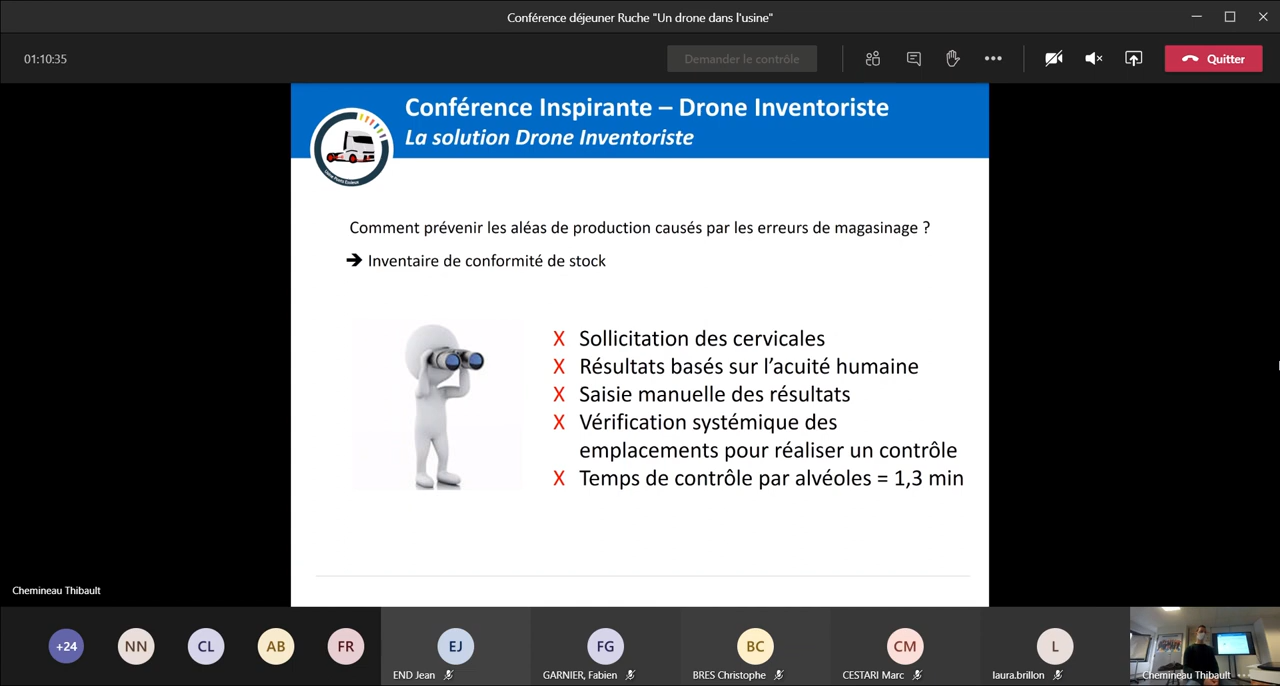 Conférence déjeuner Ruche "Un drone dans l'usine"
01:10:35
Demander le contrôle
Quitter
Conférence Inspirante – Drone Inventoriste
La solution Drone Inventoriste
Comment prévenir les aléas de production causés par les erreurs de magasinage ?
➔ Inventaire de conformité de stock
X Sollicitation des cervicales
X Résultats basés sur l'acuité humaine
X Saisie manuelle des résultats
X Vérification systémique des
emplacements pour réaliser un contrôle
X Temps de contrôle par alvéoles = 1,3 min
Chemineau Thibault
+24
NN
CL
AB
FR
EJ
END Jean
FG
GARNIER, Fabien
BC
BRES Christophe
CM
CESTARI Marc
L
laura.brillon
Chemineau Thibault